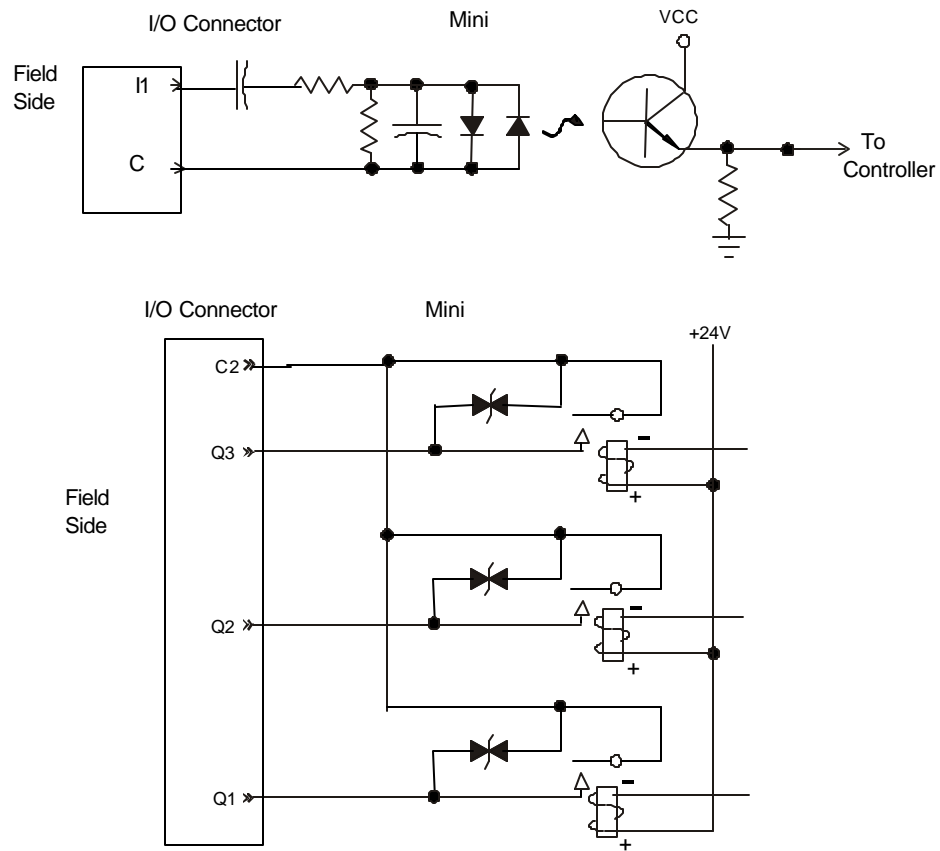 I/O Connector
Mini
VCC
Field
Side
I1
C
To
Controller
I/O Connector
Mini
+24V
C2
Q3
-
+
Field
Side
Q2
-
+
Q1
-
+